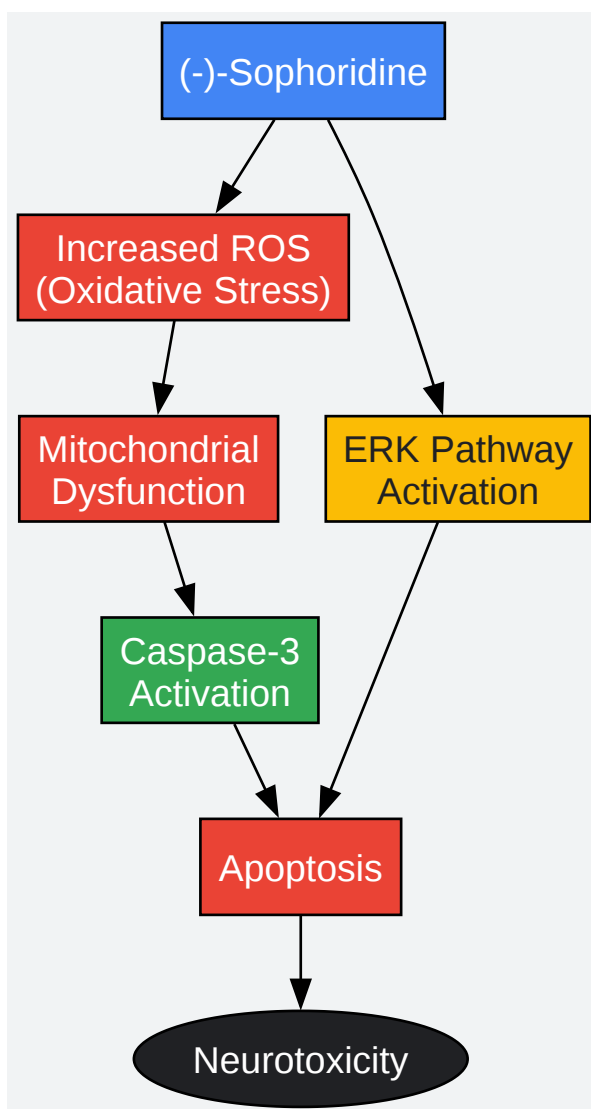 (-)-Sophoridine
Increased ROS
(Oxidative Stress)
Mitochondrial
Dysfunction
ERK Pathway
Activation
Caspase-3
Activation
Apoptosis
Neurotoxicity